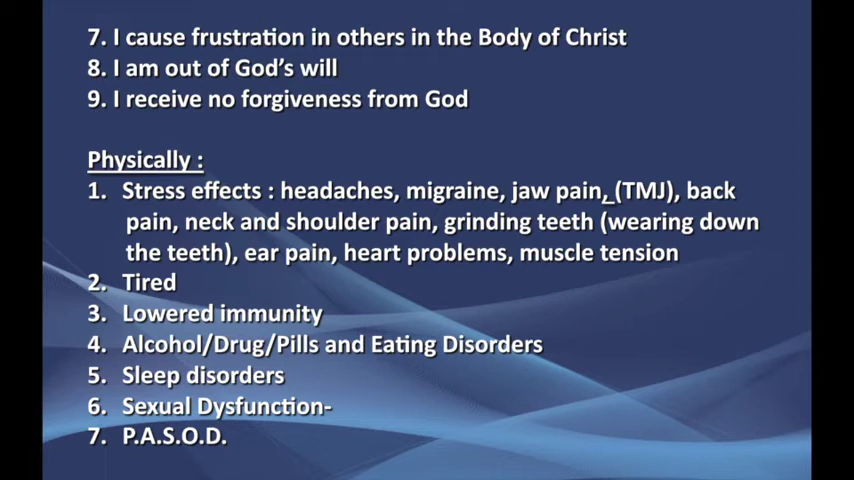 7. I cause frustration in others in the Body of Christ
8. I am out of God's will
9. I receive no forgiveness from God
Physically :
1. Stress effects : headaches, migraine, jaw pain, (TMJ), back
pain, neck and shoulder pain, grinding teeth (wearing down
the teeth), ear pain, heart problems, muscle tension
2. Tired
3. Lowered immunity
4. Alcohol/Drug/Pills and Eating Disorders
5. Sleep disorders
6. Sexual Dysfunction-
7. P.A.S.O.D.